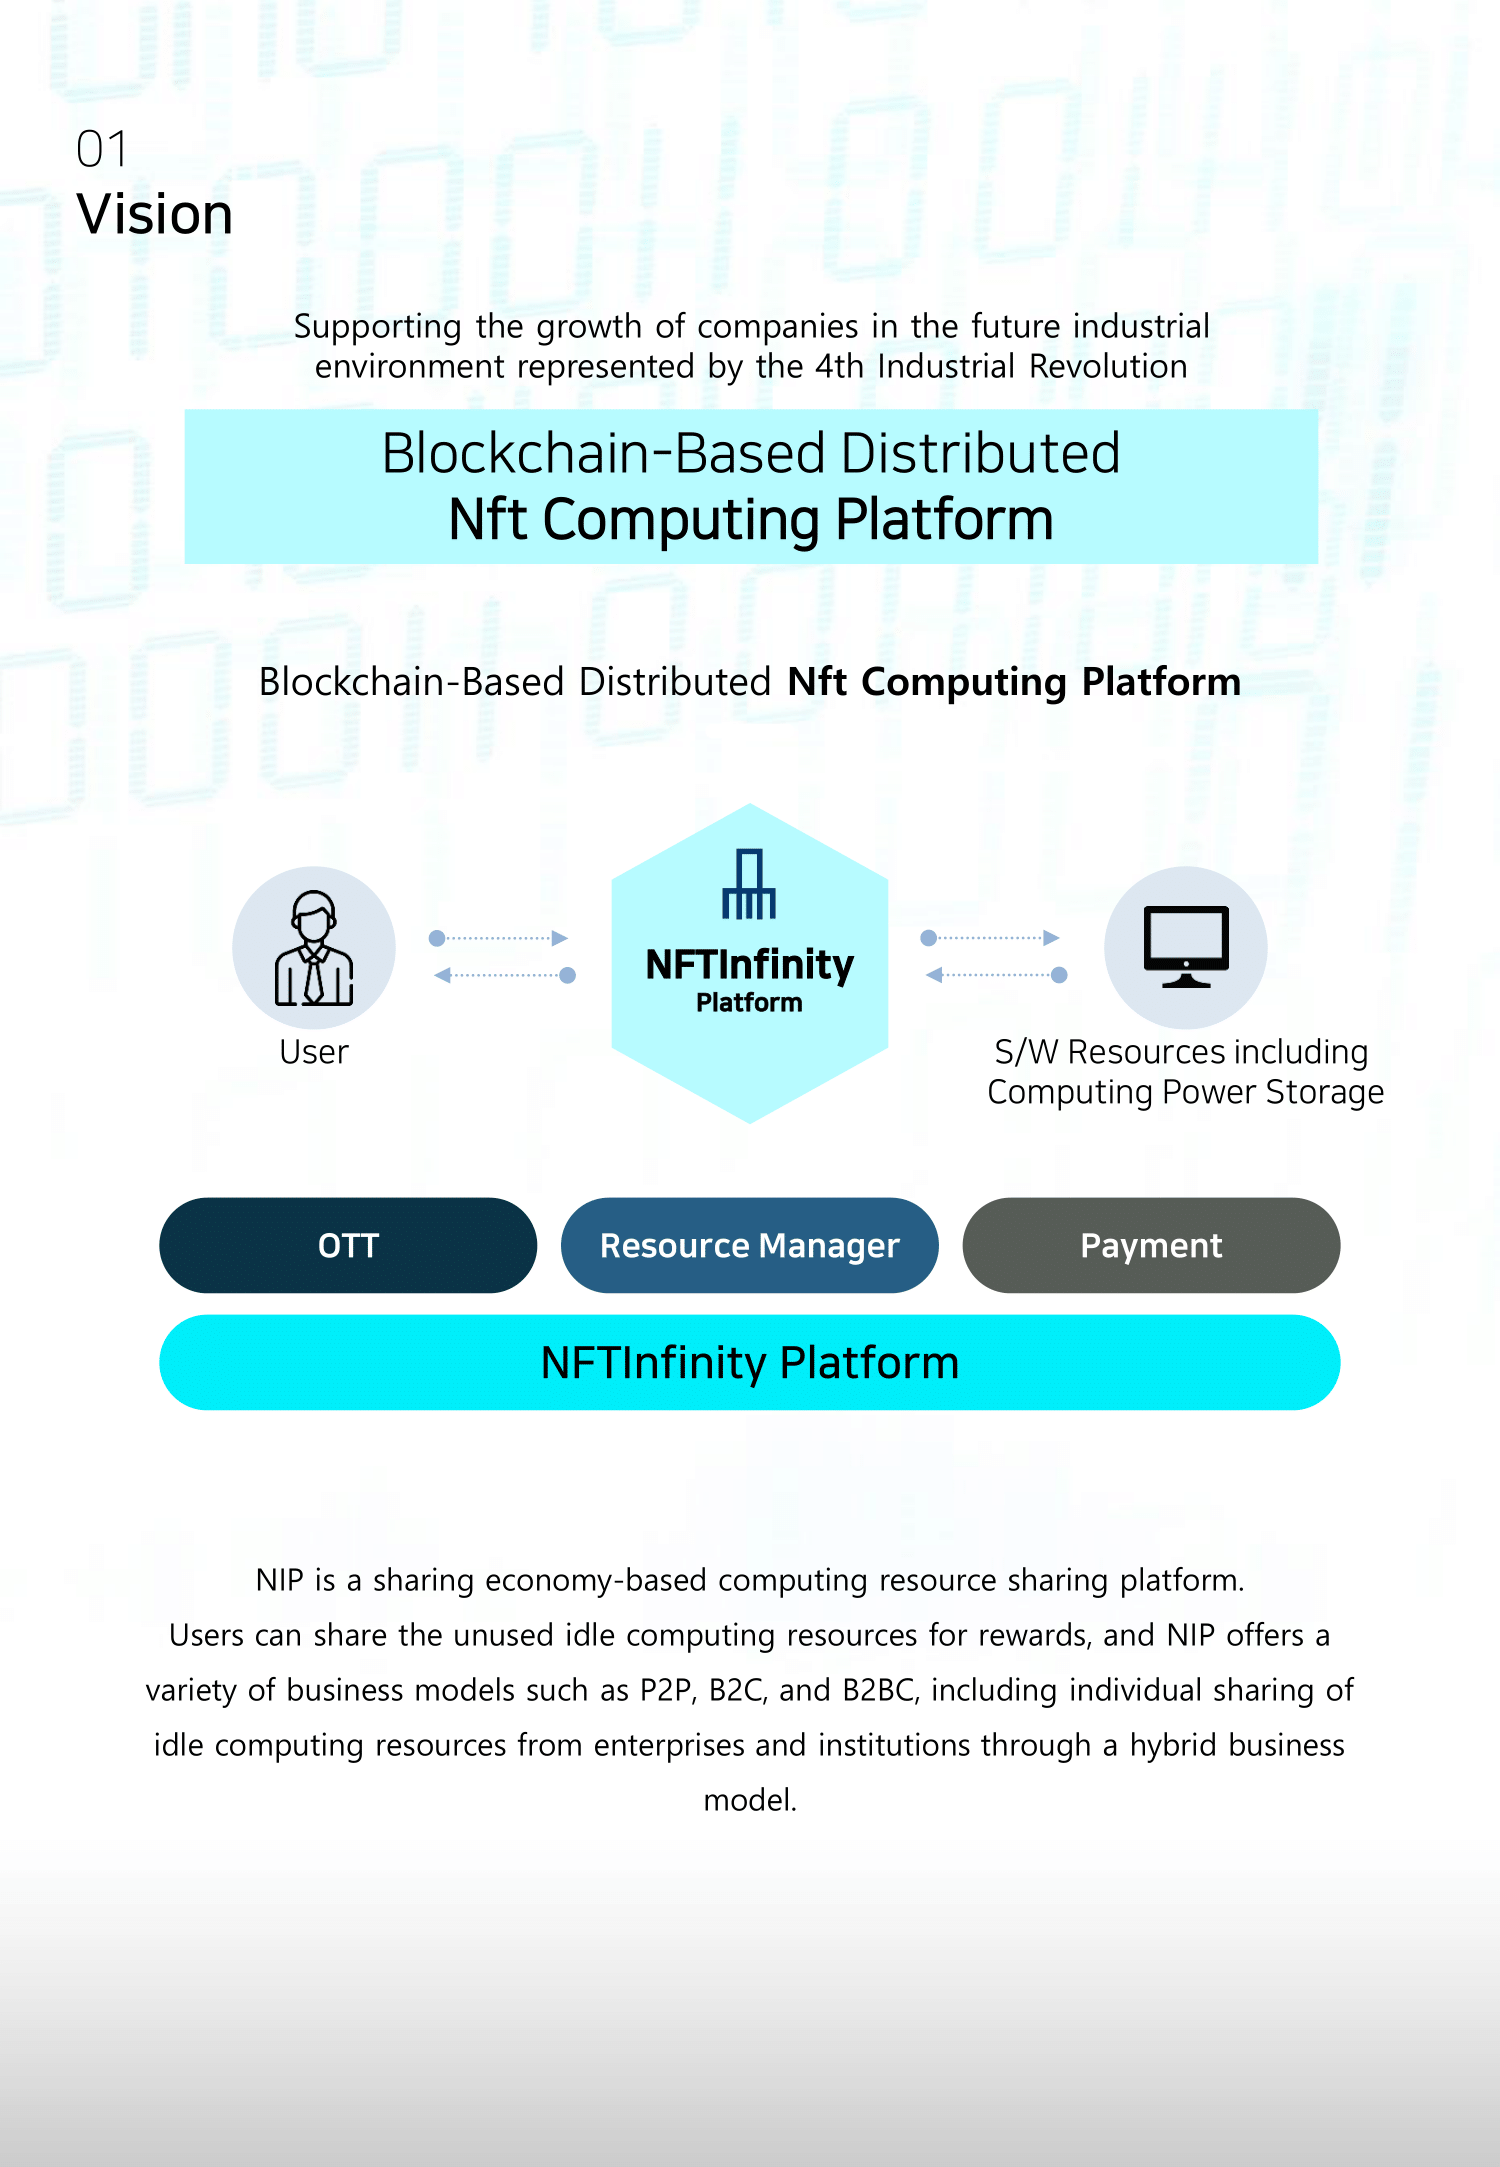 01
Vision
Supporting the growth of companies in the future industrial
environment represented by the 4th Industrial Revolution
Blockchain-Based Distributed
Nft Computing Platform
Blockchain-Based Distributed Nft Computing Platform
NFTInfinity
Platform
User
S/W Resources including
Computing Power Storage
OTT
Resource Manager
Payment
NFTInfinity Platform
NIP is a sharing economy-based computing resource sharing platform.
Users can share the unused idle computing resources for rewards, and NIP offers a
variety of business models such as P2P, B2C, and B2BC, including individual sharing of
idle computing resources from enterprises and institutions through a hybrid business
model.